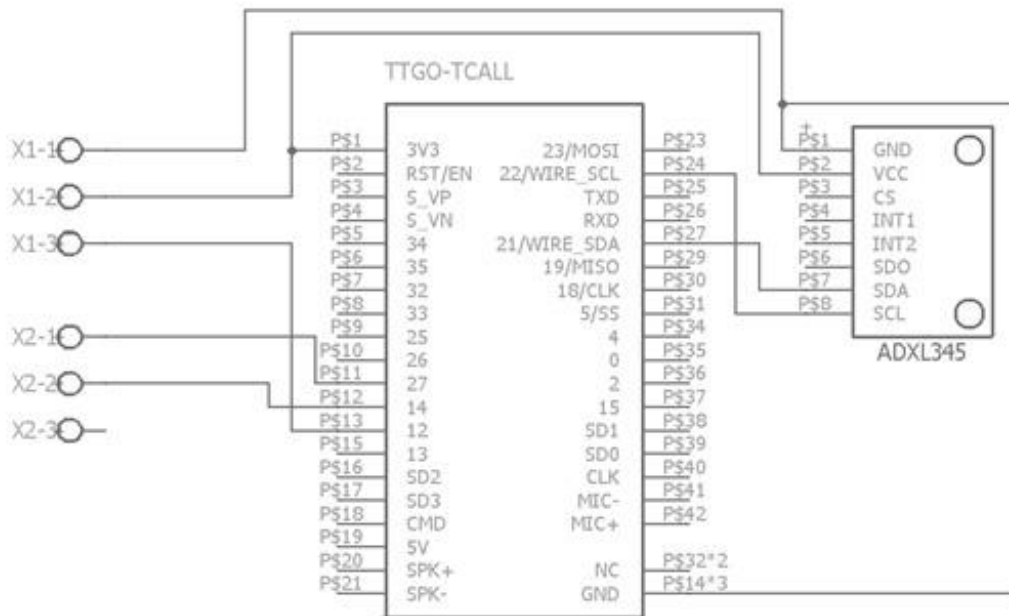 TTGO-TCALL
X1-1
X1-2
X1-3
X2-1
X2-2
X2-3
P$1 3V3
P$2 RST/EN
P$3 S_VP
P$4 S_VN
P$5 34
P$6 35
P$7 32
P$8 33
P$9 25
P$10 26
P$11 27
P$12 14
P$13 12
P$15 13
P$16 SD2
P$17 SD3
P$18 CMD
P$19 5V
P$20 SPK+
P$21 SPK-
23/MOSI P$23
22/WIRE_SCL P$24
TXD P$25
RXD P$26
21/WIRE_SDA P$27
19/MISO P$29
18/CLK P$30
5/SS P$31
4 P$34
0 P$35
2 P$36
15 P$37
SD1 P$38
SD0 P$39
CLK P$40
MIC- P$41
MIC+ P$42
NC P$32*2
GND P$14*3
+
P$1 GND
P$2 VCC
P$3 CS
P$4 INT1
P$5 INT2
P$6 SDO
P$7 SDA
P$8 SCL
ADXL345